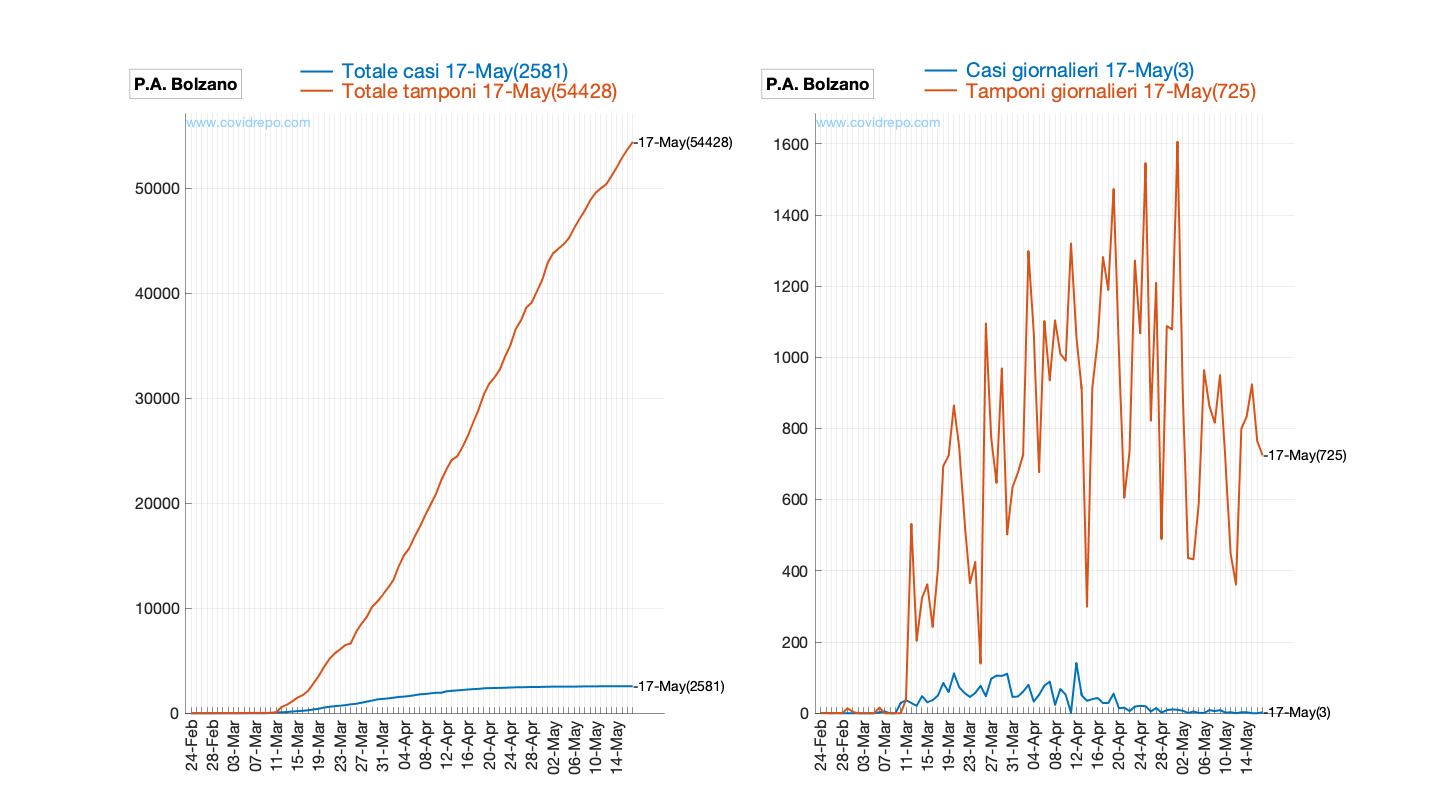 P.A. Bolzano
Totale casi 17-May(2581)
Totale tamponi 17-May(54428)
www.covidrepo.com
50000
40000
30000
20000
10000
0
-17-May(54428)
-17-May(2581)
24-Feb
28-Feb
03-Mar
07-Mar
11-Mar
15-Mar
19-Mar
23-Mar
27-Mar
31-Mar
04-Apr
08-Apr
12-Apr
16-Apr
20-Apr
24-Apr
28-Apr
02-May
06-May
10-May
14-May
P.A. Bolzano
Casi giornalieri 17-May(3)
Tamponi giornalieri 17-May(725)
www.covidrepo.com
1600
1400
1200
1000
800
600
400
200
0
-17-May(725)
-17-May(3)
24-Feb
28-Feb
03-Mar
07-Mar
11-Mar
15-Mar
19-Mar
23-Mar
27-Mar
31-Mar
04-Apr
08-Apr
12-Apr
16-Apr
20-Apr
24-Apr
28-Apr
02-May
06-May
10-May
14-May